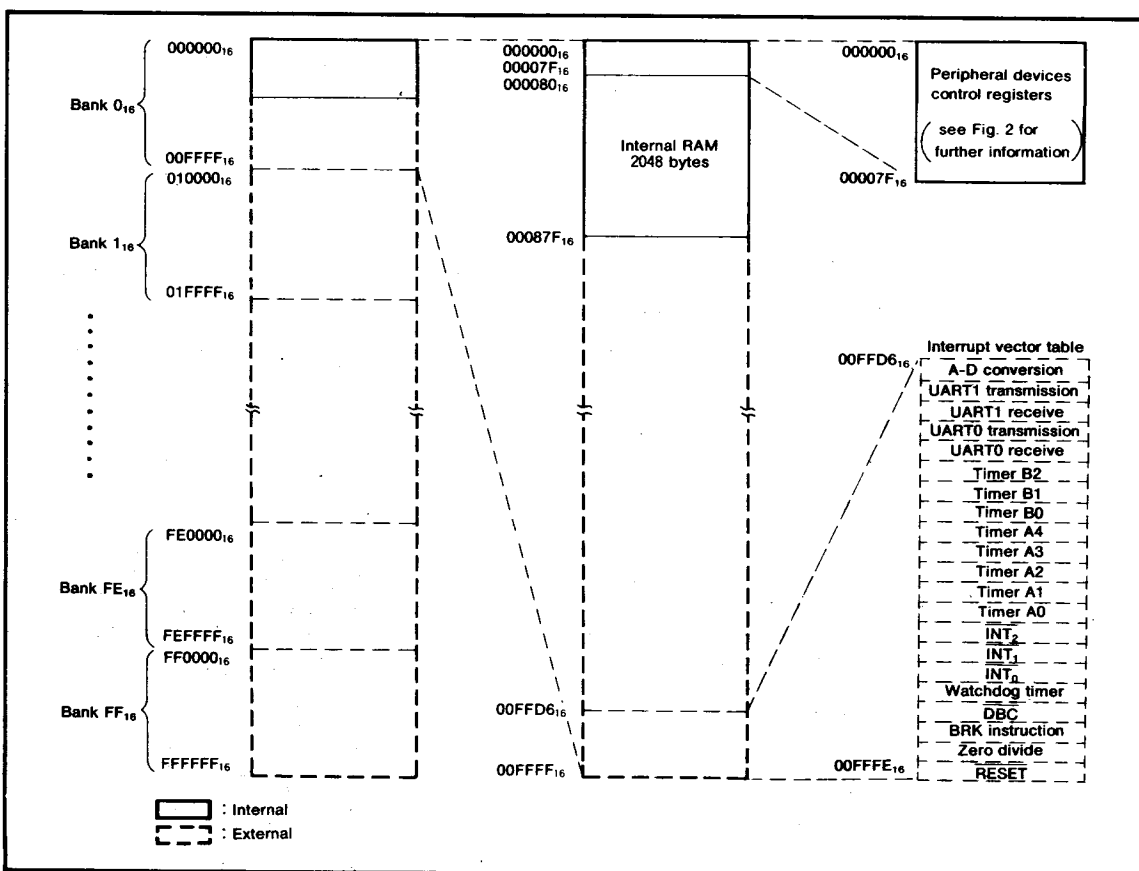 Bank 0₁₆
000000₁₆
00FFFF₁₆
Bank 1₁₆
010000₁₆
01FFFF₁₆
Bank FE₁₆
FE0000₁₆
FEFFFF₁₆
Bank FF₁₆
FF0000₁₆
FFFFFF₁₆
: Internal
: External
000000₁₆
00007F₁₆
000080₁₆
Internal RAM
2048 bytes
00087F₁₆
00FFD6₁₆
00FFFF₁₆
000000₁₆
Peripheral devices
control registers
(see Fig. 2 for
further information)
00007F₁₆
Interrupt vector table
00FFD6₁₆
A-D conversion
UART1 transmission
UART1 receive
UART0 transmission
UART0 receive
Timer B2
Timer B1
Timer B0
Timer A4
Timer A3
Timer A2
Timer A1
Timer A0
INT₂
INT₁
INT₀
Watchdog timer
DBC
BRK instruction
Zero divide
00FFFE₁₆
RESET